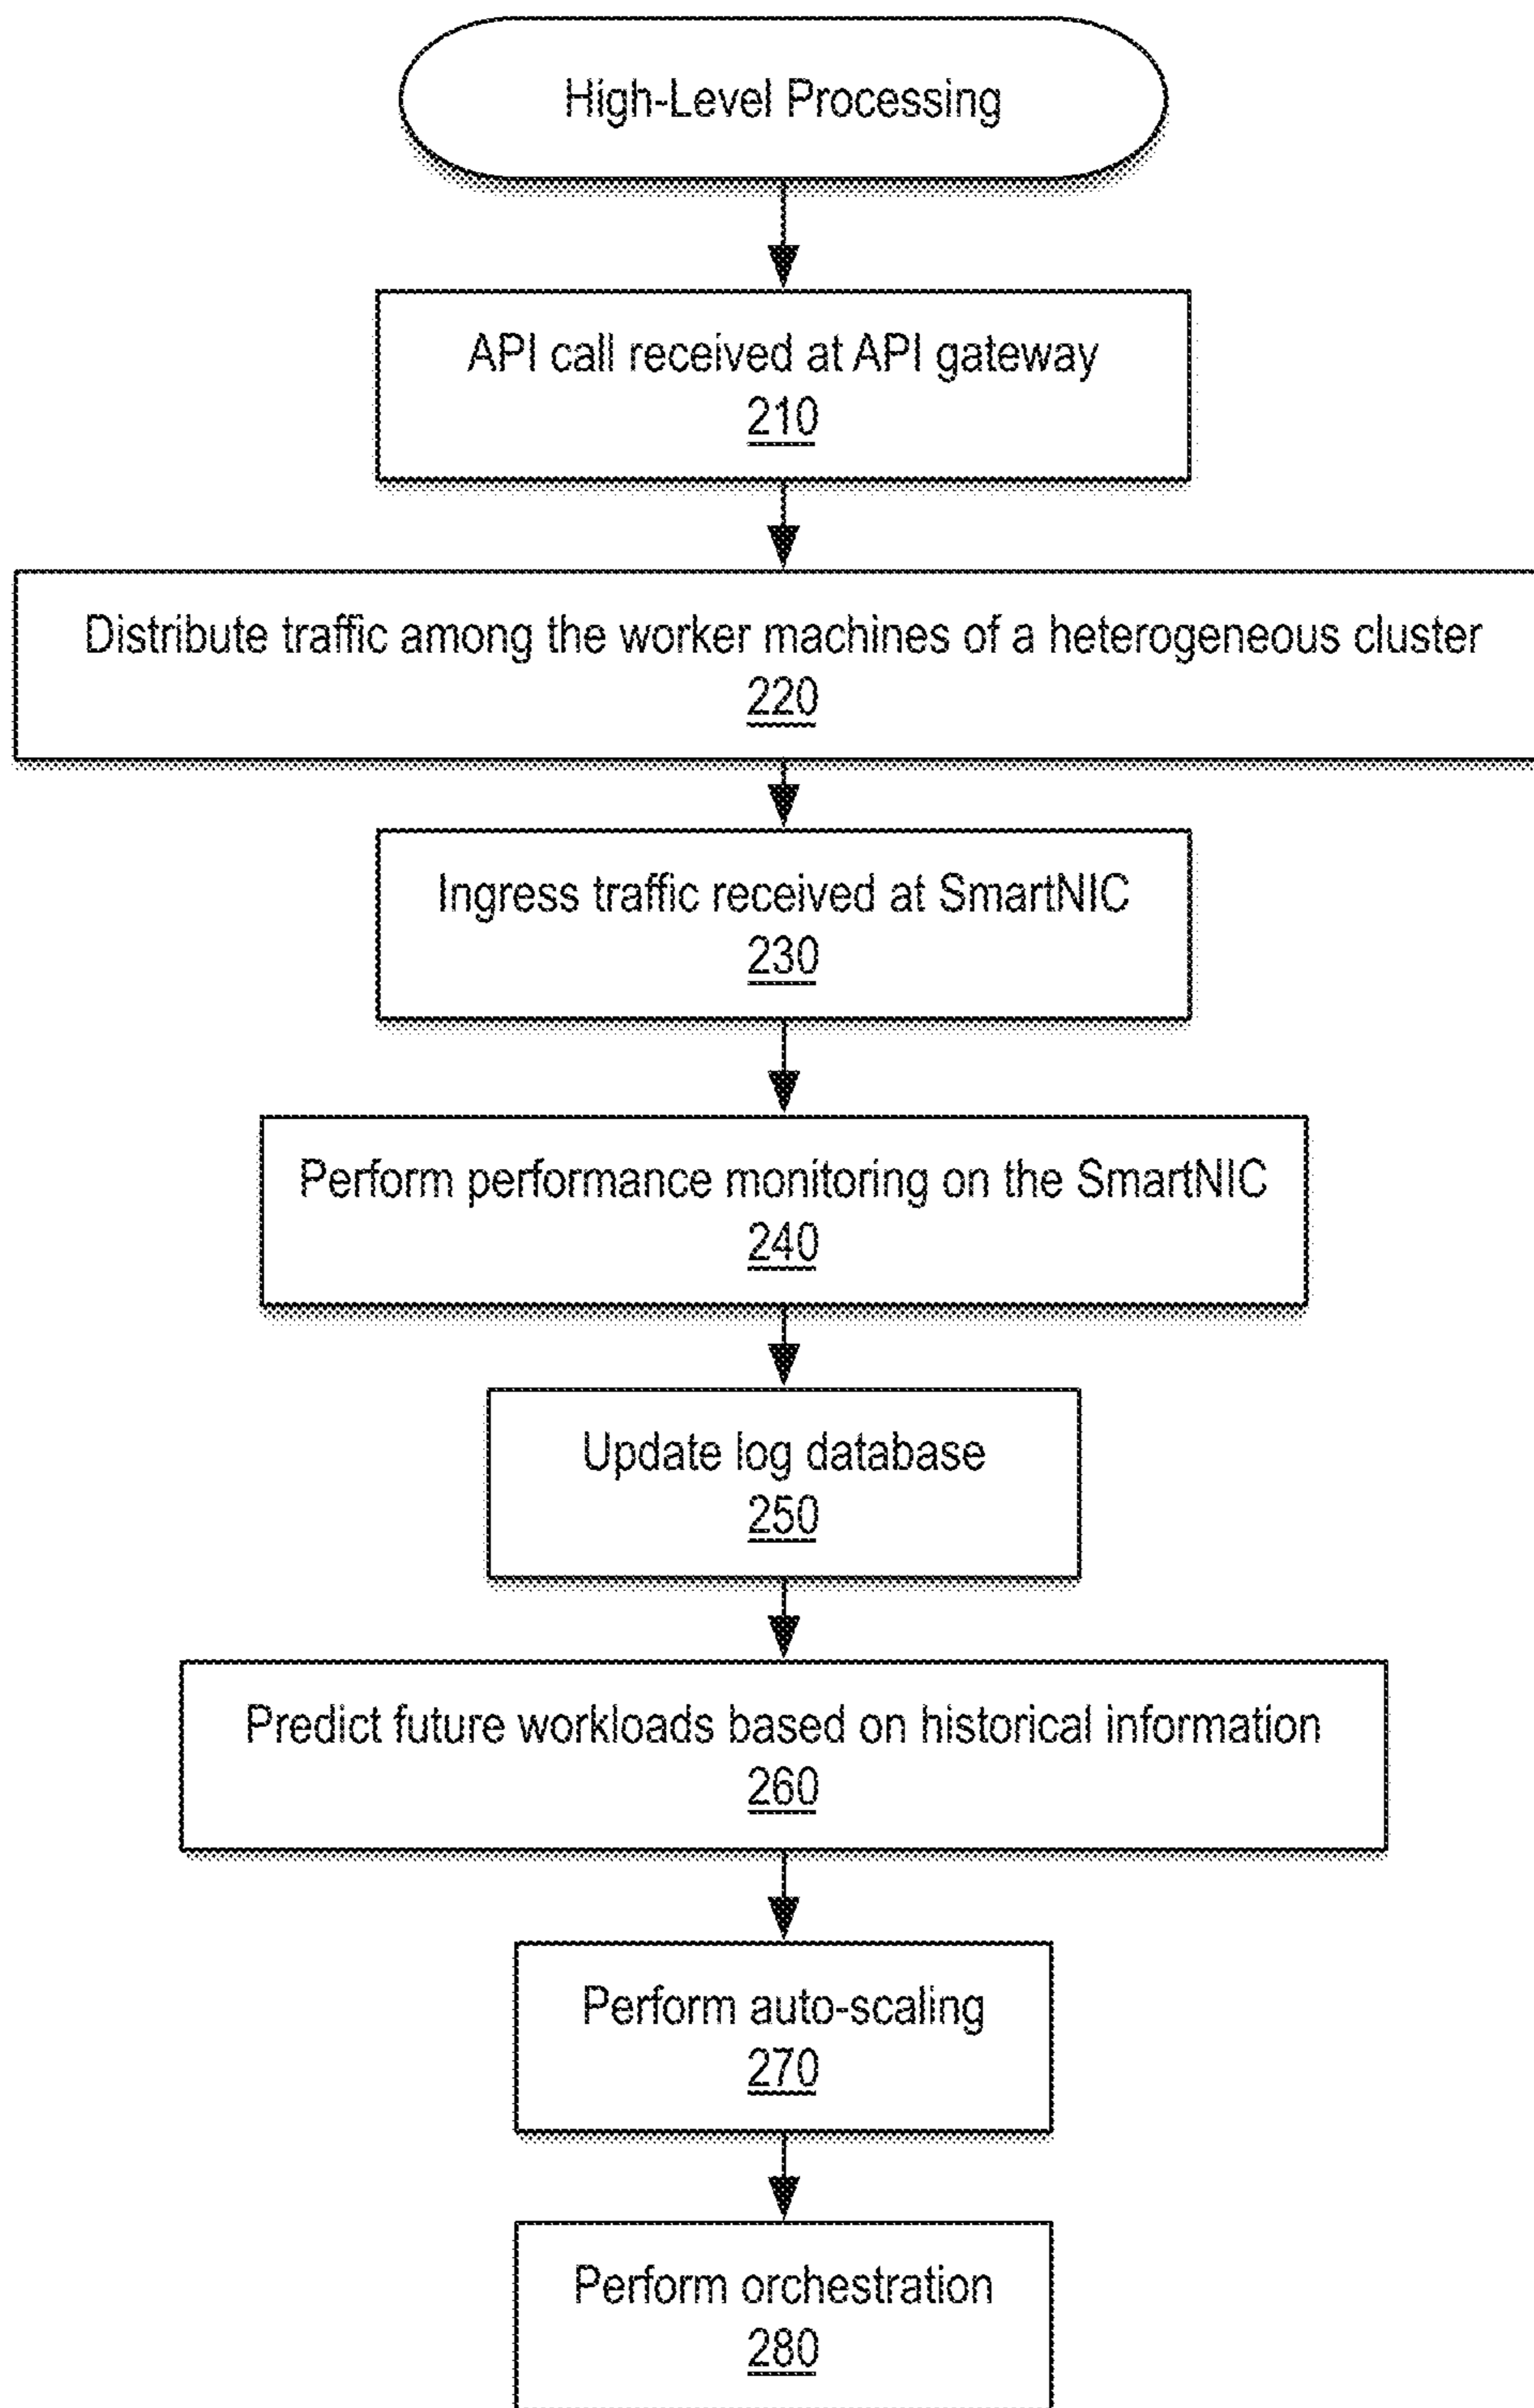 High-Level Processing
API call received at API gateway
210
Distribute traffic among the worker machines of a heterogeneous cluster
220
Ingress traffic received at SmartNIC
230
Perform performance monitoring on the SmartNIC
240
Update log database
250
Predict future workloads based on historical information
260
Perform auto-scaling
270
Perform orchestration
280